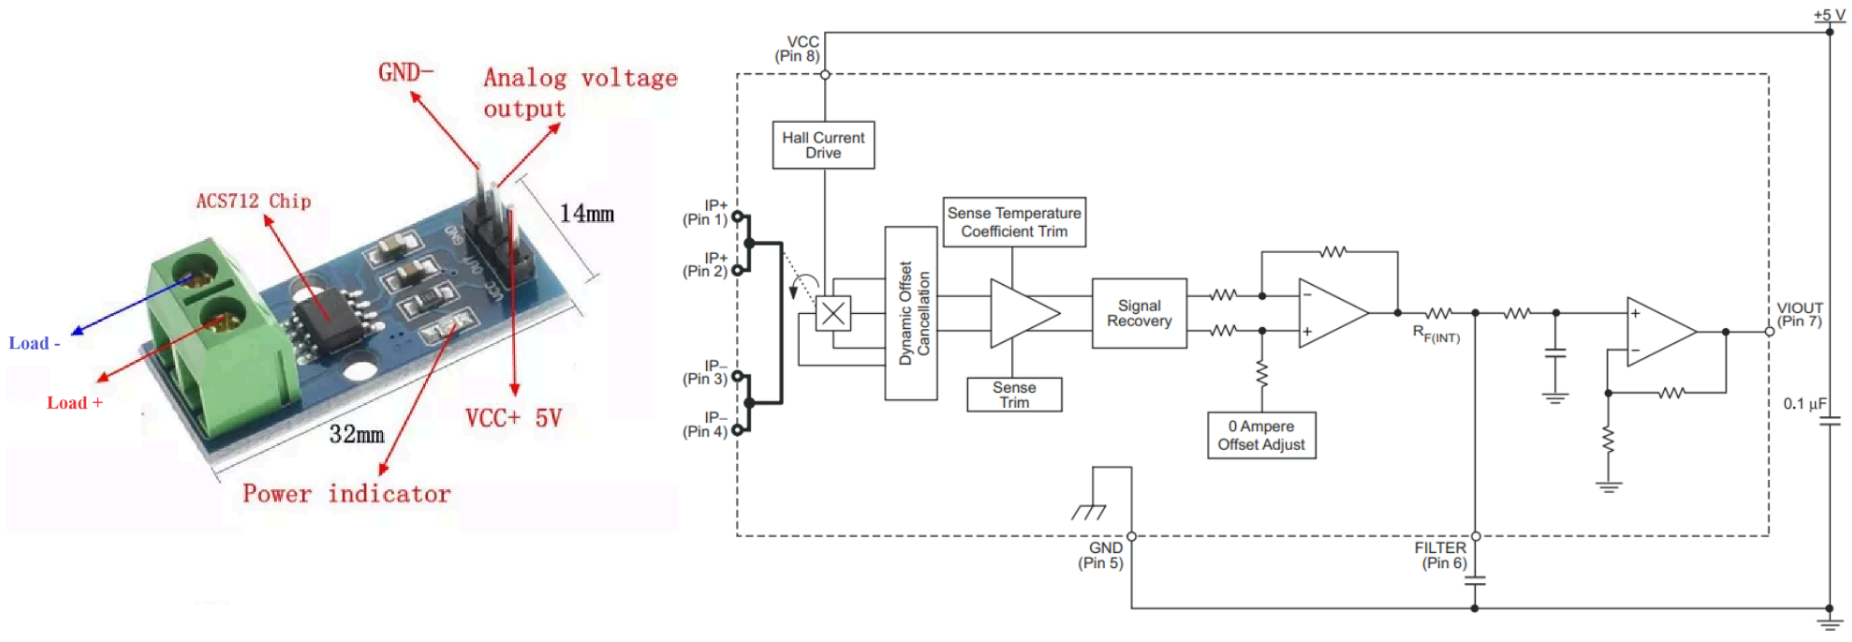 GND-
Analog voltage
output
ACS712 Chip
14mm
GND
OUT
VCC
Load -
Load +
VCC+ 5V
32mm
Power indicator
+5 V
VCC
(Pin 8)
Hall Current
Drive
IP+
(Pin 1)
IP+
(Pin 2)
IP–
(Pin 3)
IP–
(Pin 4)
Dynamic Offset
Cancellation
Sense Temperature
Coefficient Trim
Sense
Trim
Signal
Recovery
0 Ampere
Offset Adjust
RF(INT)
VIOUT
(Pin 7)
0.1 μF
GND
(Pin 5)
FILTER
(Pin 6)